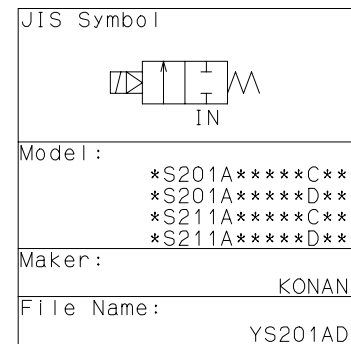 JIS Symbol
IN
Model:
*S201A*****C**
*S201A*****D**
*S211A*****C**
*S211A*****D**
Maker:
KONAN
File Name:
YS201AD